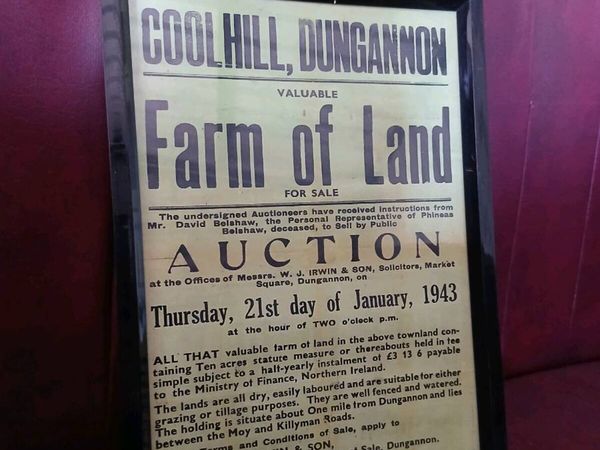 COOLHILL, DUNGANNON
VALUABLE
Farm of Land
FOR SALE
The undersigned Auctioneers have received instructions from
Mr. David Belshaw, the Personal Representative of Phineas
Belshaw, deceased, to Sell by Public
AUCTION
at the Offices of Messrs. W. J. IRWIN & SON, Solicitors, Market
Square, Dungannon, on
Thursday, 21st day of January, 1943
at the hour of TWO o'clock p.m.
ALL THAT valuable farm of land in the above townland con-
taining Ten acres statute measure or thereabouts held in fee
simple subject to a half-yearly instalment of £3 13 6 payable
to the Ministry of Finance, Northern Ireland.
The lands are all dry, easily laboured and are suitable for either
grazing or tillage purposes. They are well fenced and watered.
The holding is situate about One mile from Dungannon and lies
between the Moy and Killyman Roads.
Terms and Conditions of Sale, apply to
& SON,
Sale, Dungannon.